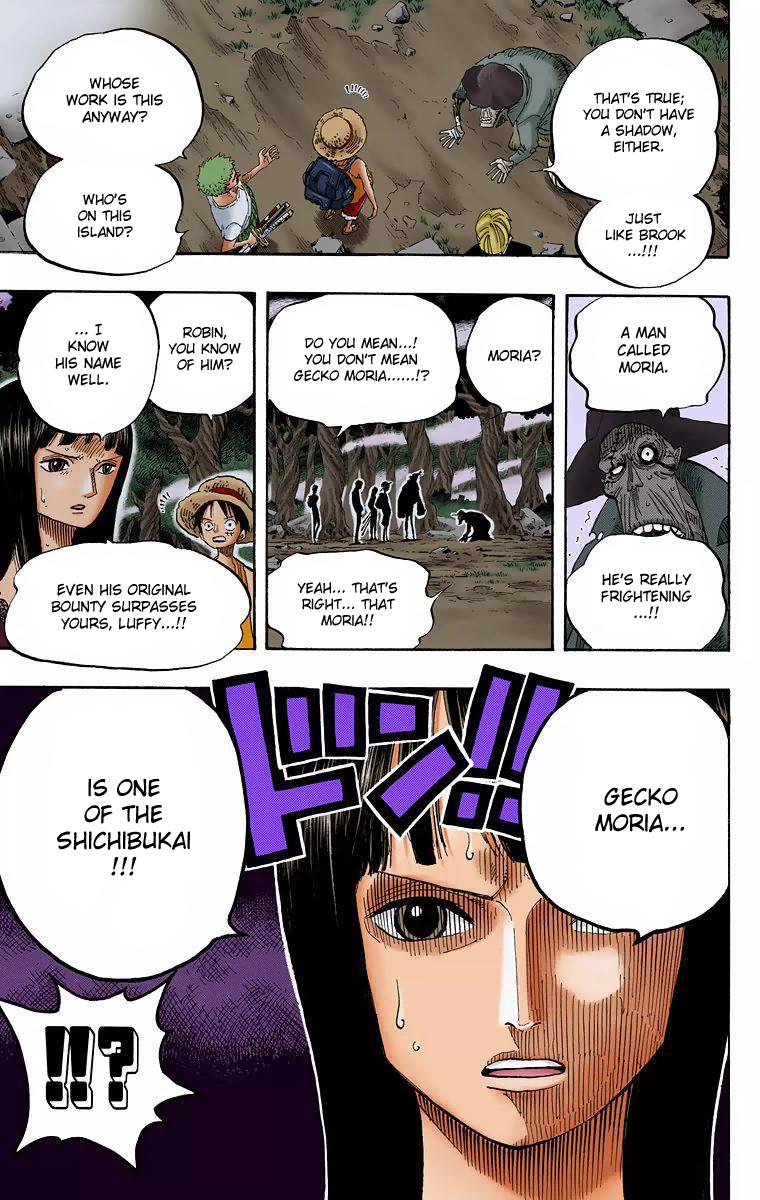 THAT'S TRUE;
YOU DON'T HAVE
A SHADOW,
EITHER.
JUST
LIKE BROOK
...!!!
WHOSE
WORK IS THIS
ANYWAY?
WHO'S
ON THIS
ISLAND?
A MAN
CALLED
MORIA.
HE'S REALLY
FRIGHTENING
...!!
MORIA?
DO YOU MEAN...!
YOU DON'T MEAN
GECKO MORIA......!?
YEAH... THAT'S
RIGHT... THAT
MORIA!!
ROBIN,
YOU KNOW
OF HIM?
... I
KNOW
HIS NAME
WELL.
EVEN HIS ORIGINAL
BOUNTY SURPASSES
YOURS, LUFFY...!!
GECKO
MORIA...
ドン!!
IS ONE
OF THE
SHICHIBUKAI
!!!
!!?